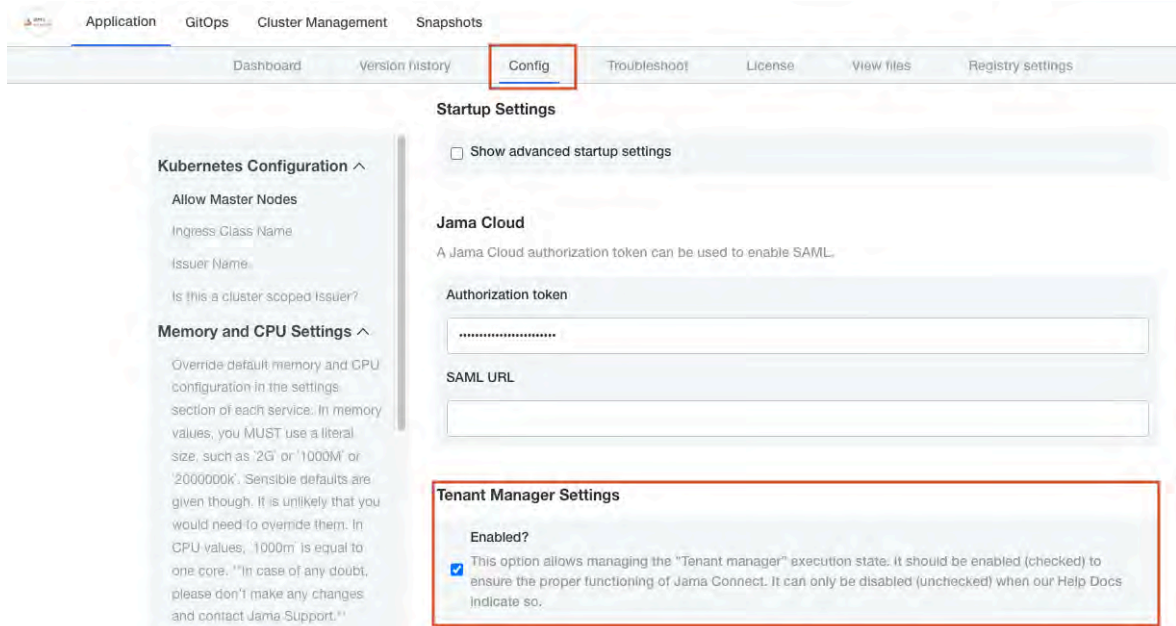 Application GitOps Cluster Management Snapshots
Dashboard Version history Config Troubleshoot License View files Registry settings
Kubernetes Configuration
Allow Master Nodes
Ingress Class Name
Issuer Name
Is this a cluster scoped Issuer?
Memory and CPU Settings
Override default memory and CPU
configuration in the settings
section of each service. In memory
values, you MUST use a literal
size, such as '2G' or '1000M' or
'2000000k'. Sensible defaults are
given though. It is unlikely that you
would need to override them. In
CPU values, `1000m` is equal to
one core. **In case of any doubt,
please don't make any changes
and contact Jama Support.**
Startup Settings
Show advanced startup settings
Jama Cloud
A Jama Cloud authorization token can be used to enable SAML.
Authorization token
••••••••••••••••••••••••
SAML URL
Tenant Manager Settings
Enabled?
This option allows managing the "Tenant manager" execution state. It should be enabled (checked) to
ensure the proper functioning of Jama Connect. It can only be disabled (unchecked) when our Help Docs
indicate so.